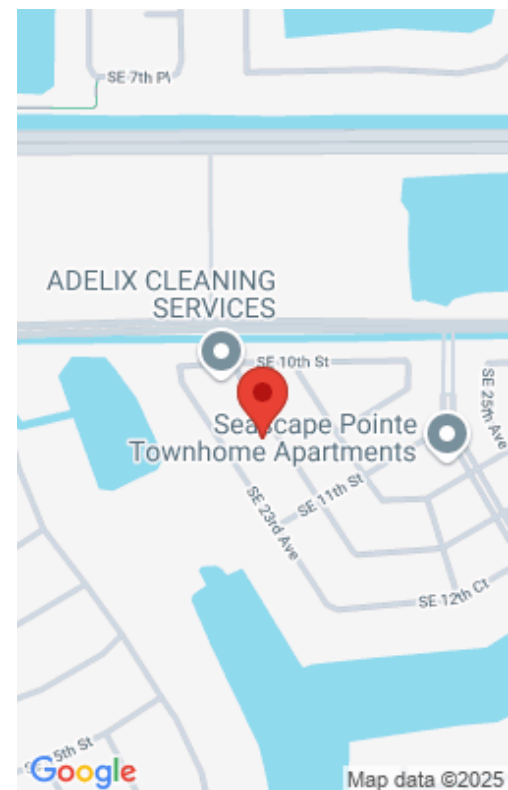 SE 7th Pl
ADELIX CLEANING
SERVICES
SE 10th St
SE 25th Ave
Seascape Pointe
Townhome Apartments
SE 11th St
SE 23rd Ave
SE 12th Ct
5th St
Google
Map data ©2025